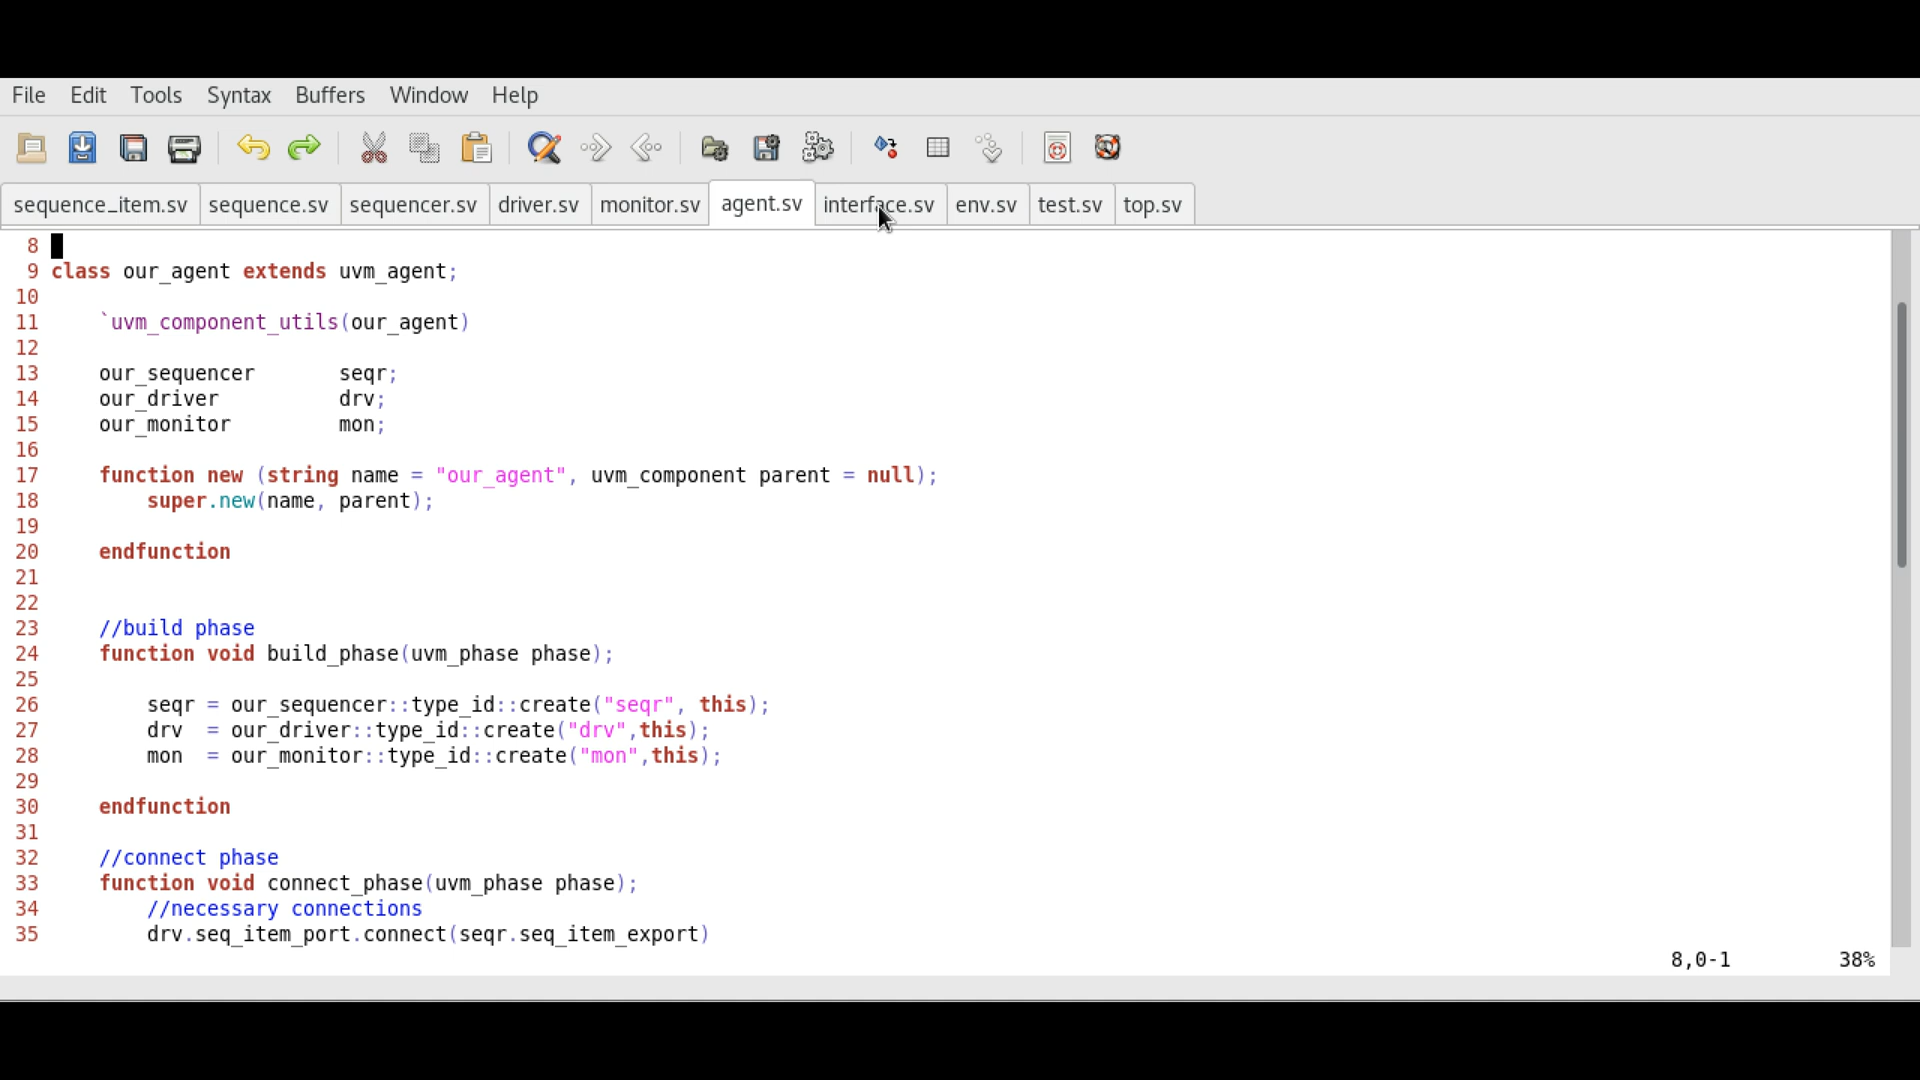 File Edit Tools Syntax Buffers Window Help
sequence_item.sv sequence.sv sequencer.sv driver.sv monitor.sv agent.sv interface.sv env.sv test.sv top.sv
8
9 class our_agent extends uvm_agent;
10
11 `uvm_component_utils(our_agent)
12
13 our_sequencer seqr;
14 our_driver drv;
15 our_monitor mon;
16
17 function new (string name = "our_agent", uvm_component parent = null);
18 super.new(name, parent);
19
20 endfunction
21
22
23 //build phase
24 function void build_phase(uvm_phase phase);
25
26 seqr = our_sequencer::type_id::create("seqr", this);
27 drv = our_driver::type_id::create("drv",this);
28 mon = our_monitor::type_id::create("mon",this);
29
30 endfunction
31
32 //connect phase
33 function void connect_phase(uvm_phase phase);
34 //necessary connections
35 drv.seq_item_port.connect(seqr.seq_item_export)
8,0-1 38%